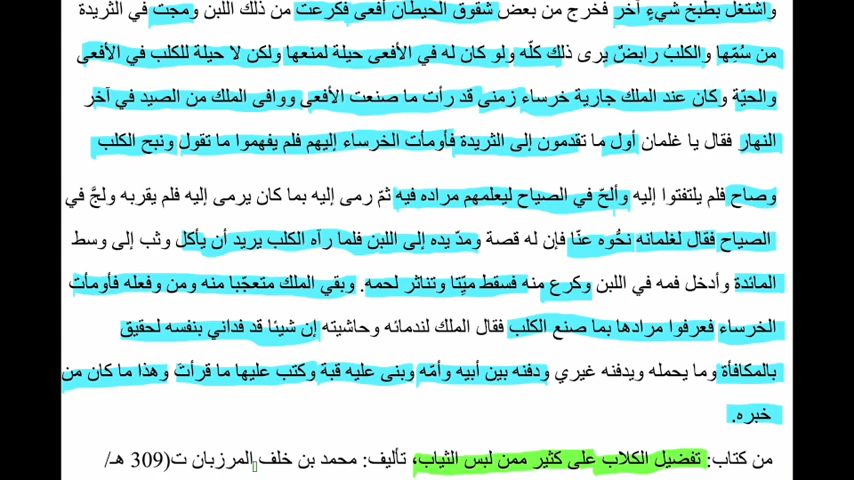 واشتغل بطبخ شيءٍ آخر فخرج من بعض شقوق الحيطان أفعى فكرعت من ذلك اللبن ومجت في الثريدة
من سُمِّها والكلبُ رابضٌ يرى ذلك كلّه ولو كان له في الأفعى حيلة لمنعها ولكن لا حيلة للكلب في الأفعى
والحيّة وكان عند الملك جارية خرساء زمنى قد رأت ما صنعت الأفعى ووافى الملك من الصيد في آخر
النهار فقال يا غلمان أول ما تقدمون إلى الثريدة فأومأت الخرساء إليهم فلم يفهموا ما تقول ونبح الكلب
وصاح فلم يلتفتوا إليه وألحّ في الصياح ليعلمهم مراده فيه ثمّ رمى إليه بما كان يرمى إليه فلم يقربه ولجَّ في
الصياح فقال لغلمانه نحُّوه عنّا فإن له قصة ومدّ يده إلى اللبن فلما رآه الكلب يريد أن يأكل وثب إلى وسط
المائدة وأدخل فمه في اللبن وكرع منه فسقط ميِّتا وتناثر لحمه. وبقي الملك متعجّبا منه ومن وفعله فأومأت
الخرساء فعرفوا مرادها بما صنع الكلب فقال الملك لندمائه وحاشيته إن شيئا قد فداني بنفسه لحقيق
بالمكافأة وما يحمله ويدفنه غيري ودفنه بين أبيه وأمّه وبنى عليه قبة وكتب عليها ما قرأت وهذا ما كان من
خبره.
من كتاب: تفضيل الكلاب على كثير ممن لبس الثياب، تأليف: محمد بن خلف المرزبان ت(309 هـ/